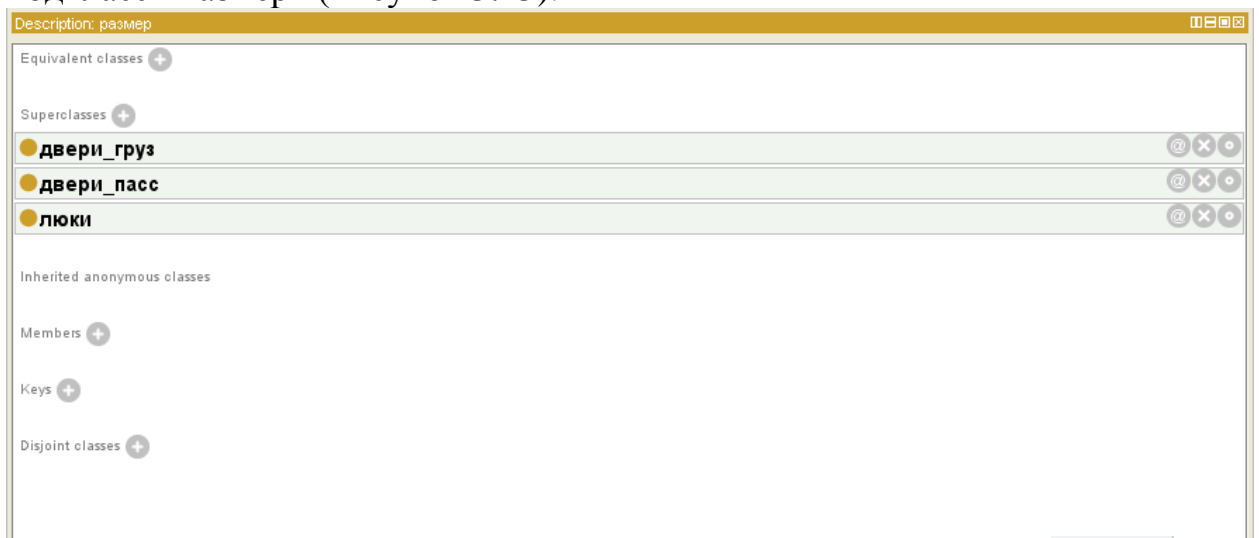 Description: размер
Equivalent classes
Superclasses
двери_груз
двери_пасс
люки
Inherited anonymous classes
Members
Keys
Disjoint classes